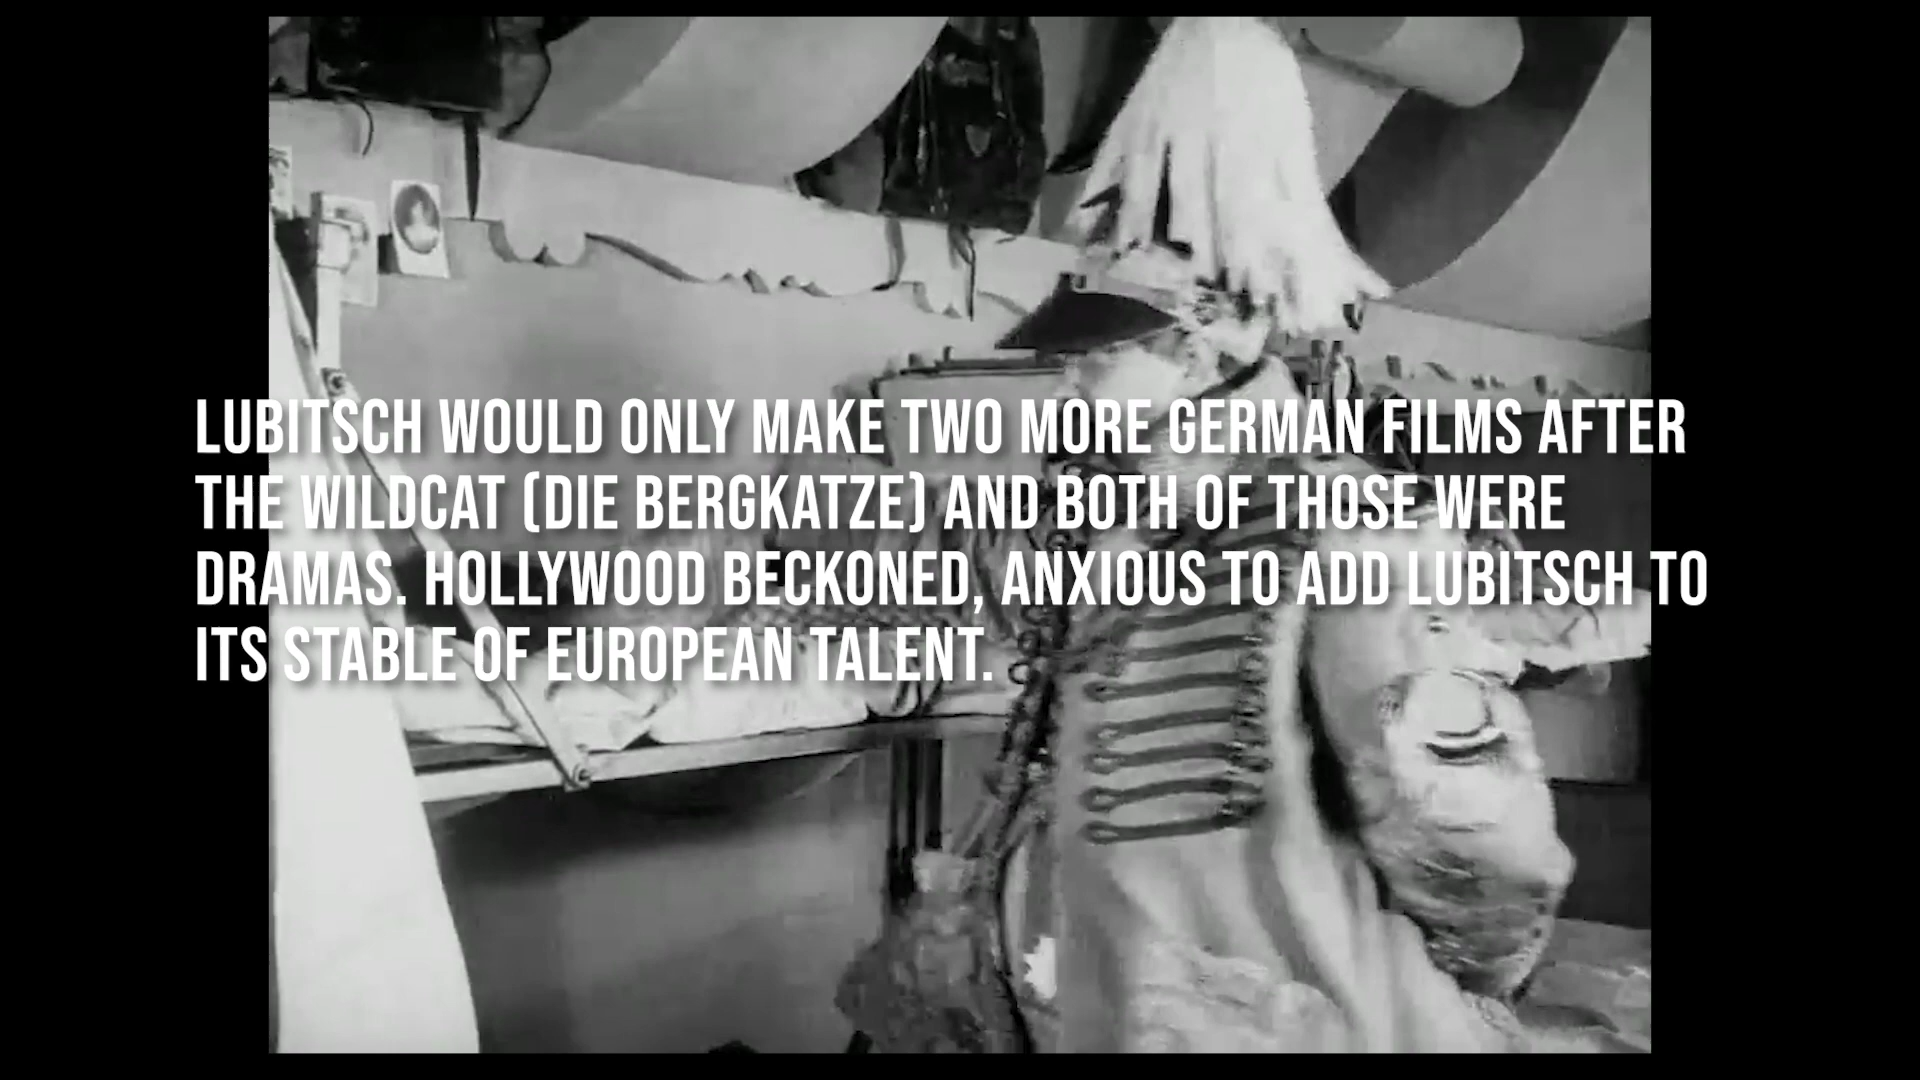 LUBITSCH WOULD ONLY MAKE TWO MORE GERMAN FILMS AFTER
THE WILDCAT (DIE BERGKATZE) AND BOTH OF THOSE WERE
DRAMAS. HOLLYWOOD BECKONED, ANXIOUS TO ADD LUBITSCH TO
ITS STABLE OF EUROPEAN TALENT.